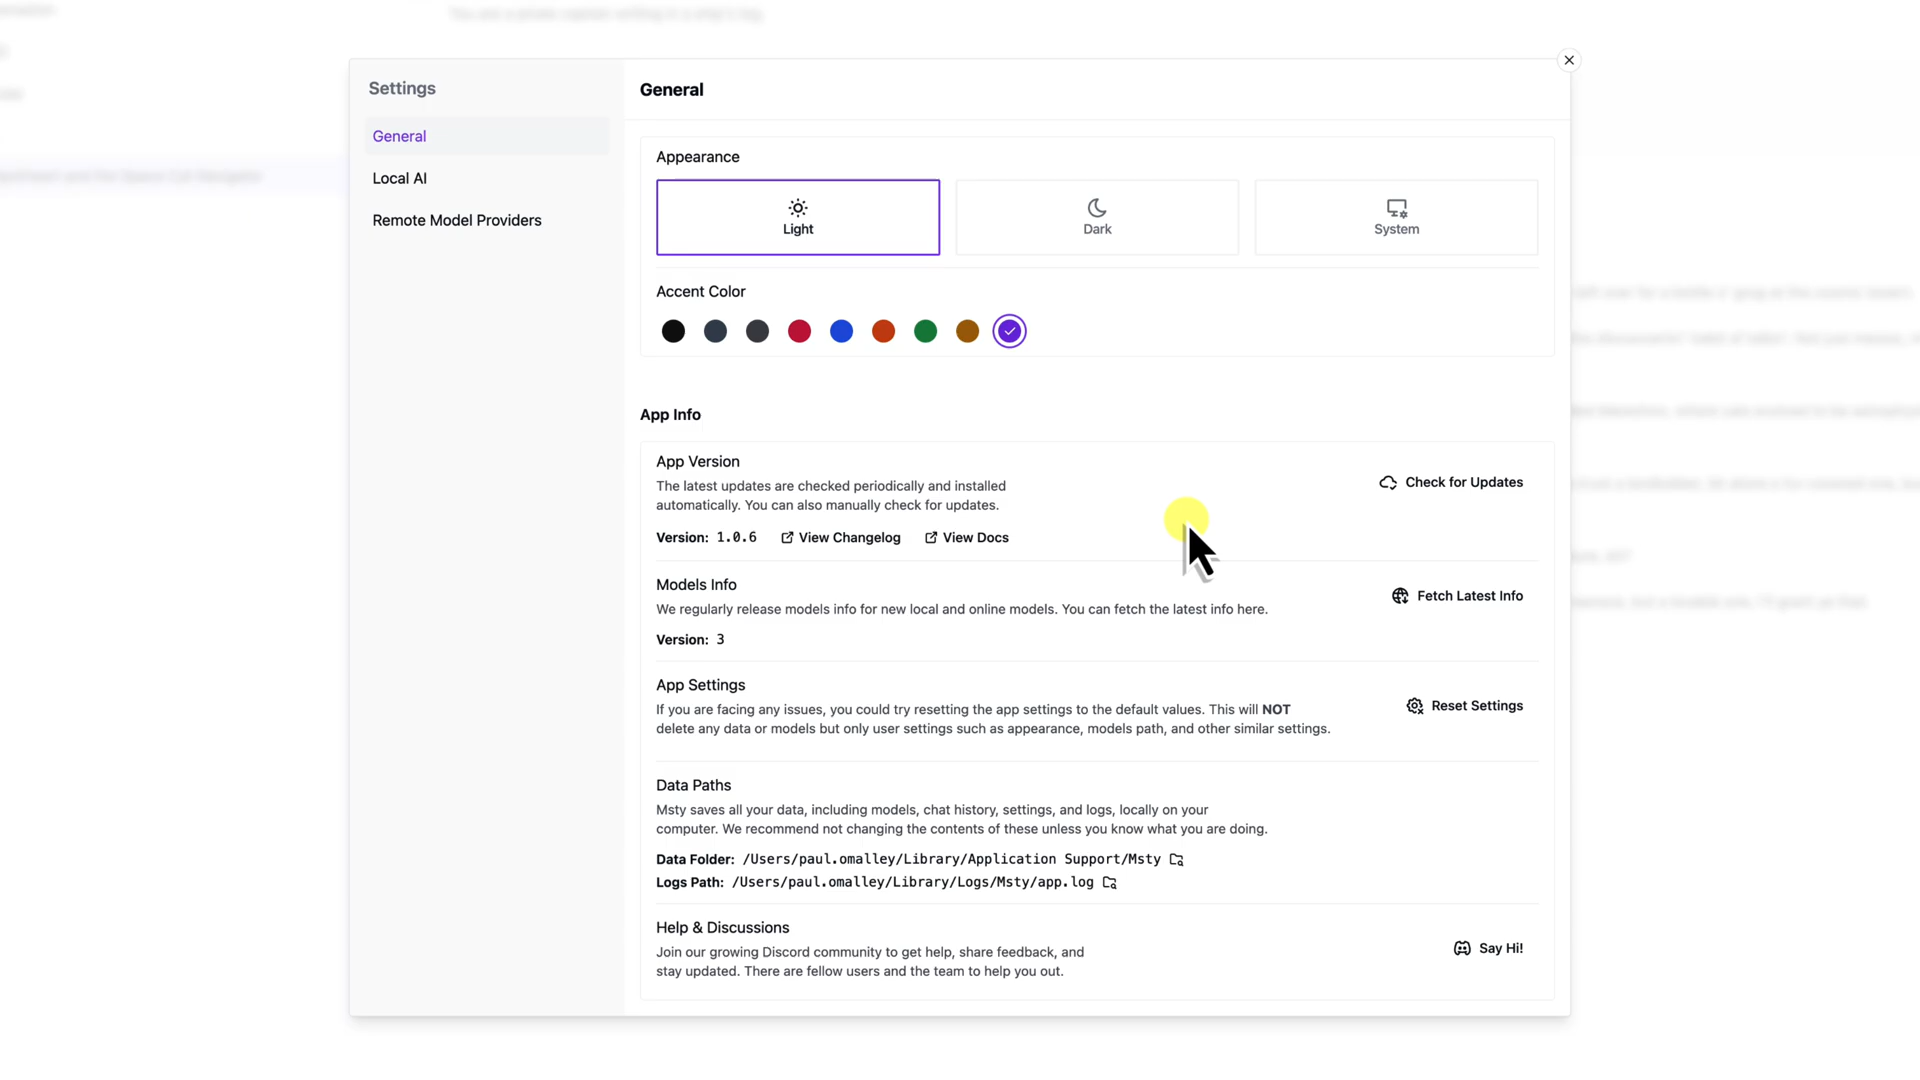 Settings
General
General
Local AI
Remote Model Providers
Appearance
Light
Dark
System
Accent Color
App Info
App Version
The latest updates are checked periodically and installed
automatically. You can also manually check for updates.
Check for Updates
Version: 1.0.6 View Changelog View Docs
Models Info
We regularly release models info for new local and online models. You can fetch the latest info here.
Fetch Latest Info
Version: 3
App Settings
If you are facing any issues, you could try resetting the app settings to the default values. This will NOT
delete any data or models but only user settings such as appearance, models path, and other similar settings.
Reset Settings
Data Paths
Msty saves all your data, including models, chat history, settings, and logs, locally on your
computer. We recommend not changing the contents of these unless you know what you are doing.
Data Folder: /Users/paul.omalley/Library/Application Support/Msty
Logs Path: /Users/paul.omalley/Library/Logs/Msty/app.log
Help & Discussions
Join our growing Discord community to get help, share feedback, and
stay updated. There are fellow users and the team to help you out.
Say Hi!